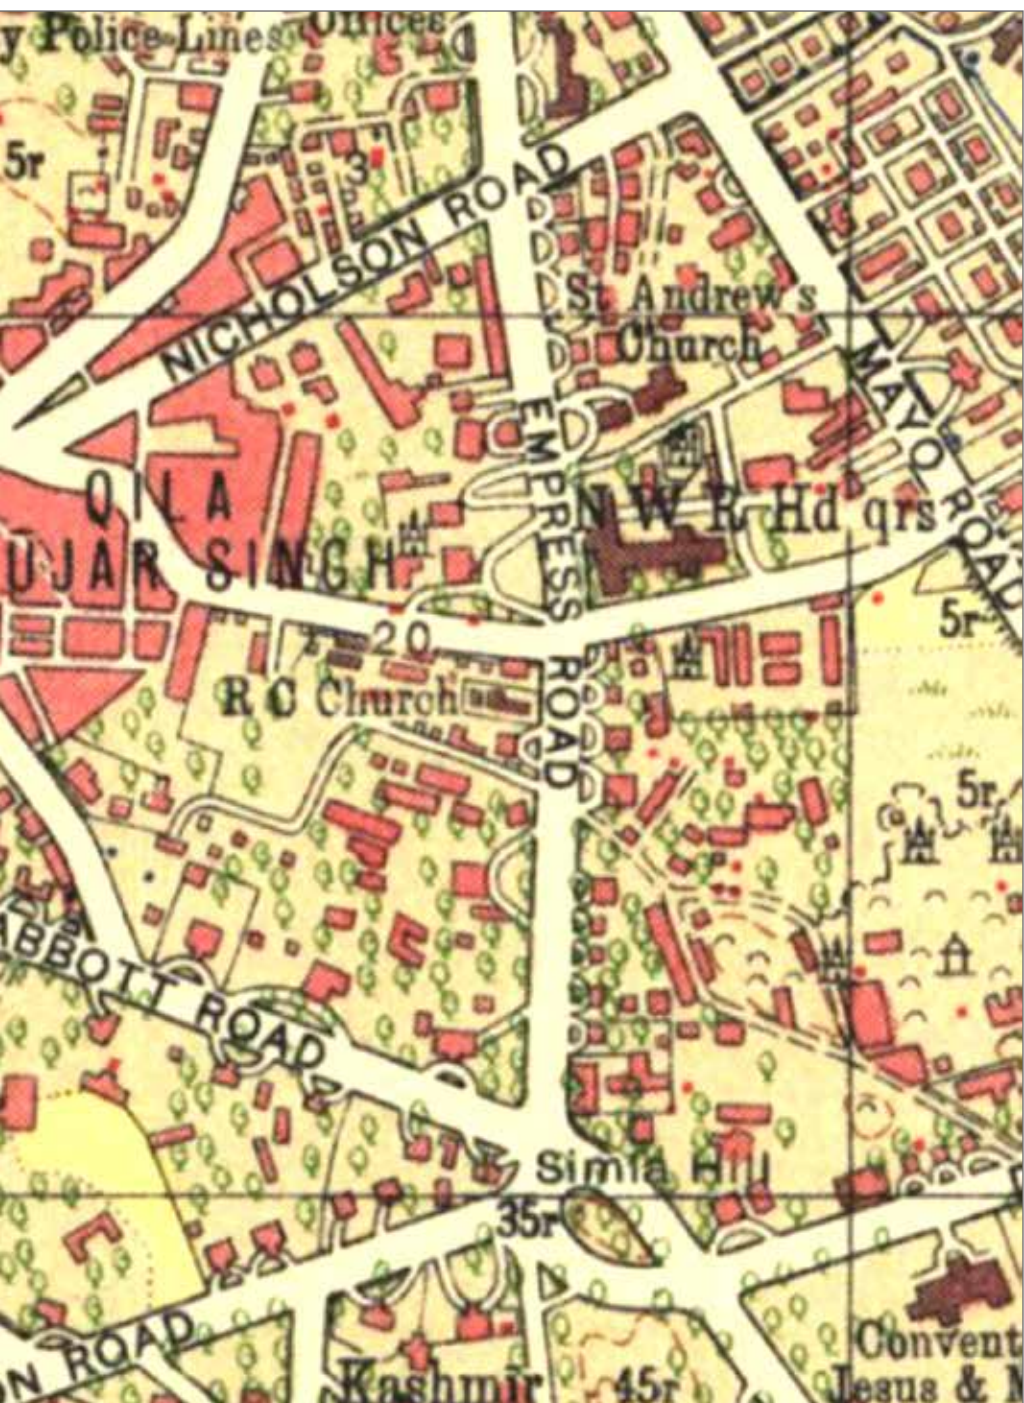 y Police Lines
Offices
5r
3
NICHOLSON ROAD
St. Andrew's
Church
MAYO ROAD
EMPRESS ROAD
QILA
UJAR SINGH
N W R Hd qrs
20
R C Church
5r
5r
ABBOTT ROAD
Simla Hill
35r
ON ROAD
Kashmir
45r
Convent
Jesus & M